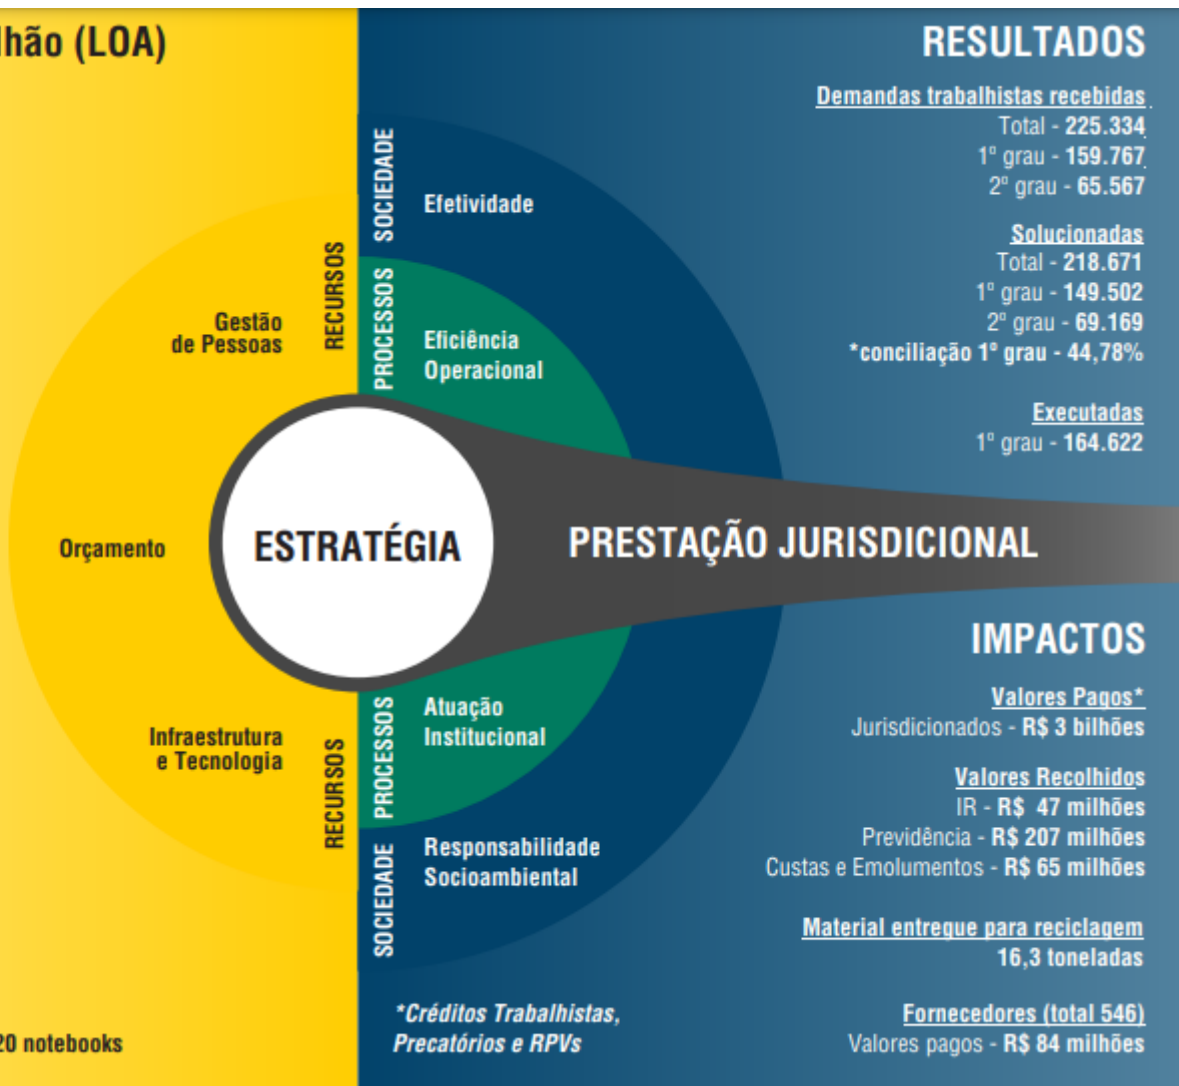 lhão (LOA)
RECURSOS
Gestão
de Pessoas
Orçamento
Infraestrutura
e Tecnologia
RECURSOS
20 notebooks
ESTRATÉGIA
PRESTAÇÃO JURISDICIONAL
SOCIEDADE
Efetividade
PROCESSOS
Eficiência
Operacional
PROCESSOS
Atuação
Institucional
SOCIEDADE
Responsabilidade
Socioambiental
*Créditos Trabalhistas,
Precatórios e RPVs
RESULTADOS
Demandas trabalhistas recebidas
Total - 225.334
1º grau - 159.767
2º grau - 65.567
Solucionadas
Total - 218.671
1º grau - 149.502
2º grau - 69.169
*conciliação 1º grau - 44,78%
Executadas
1º grau - 164.622
IMPACTOS
Valores Pagos*
Jurisdicionados - R$ 3 bilhões
Valores Recolhidos
IR - R$ 47 milhões
Previdência - R$ 207 milhões
Custas e Emolumentos - R$ 65 milhões
Material entregue para reciclagem
16,3 toneladas
Fornecedores (total 546)
Valores pagos - R$ 84 milhões